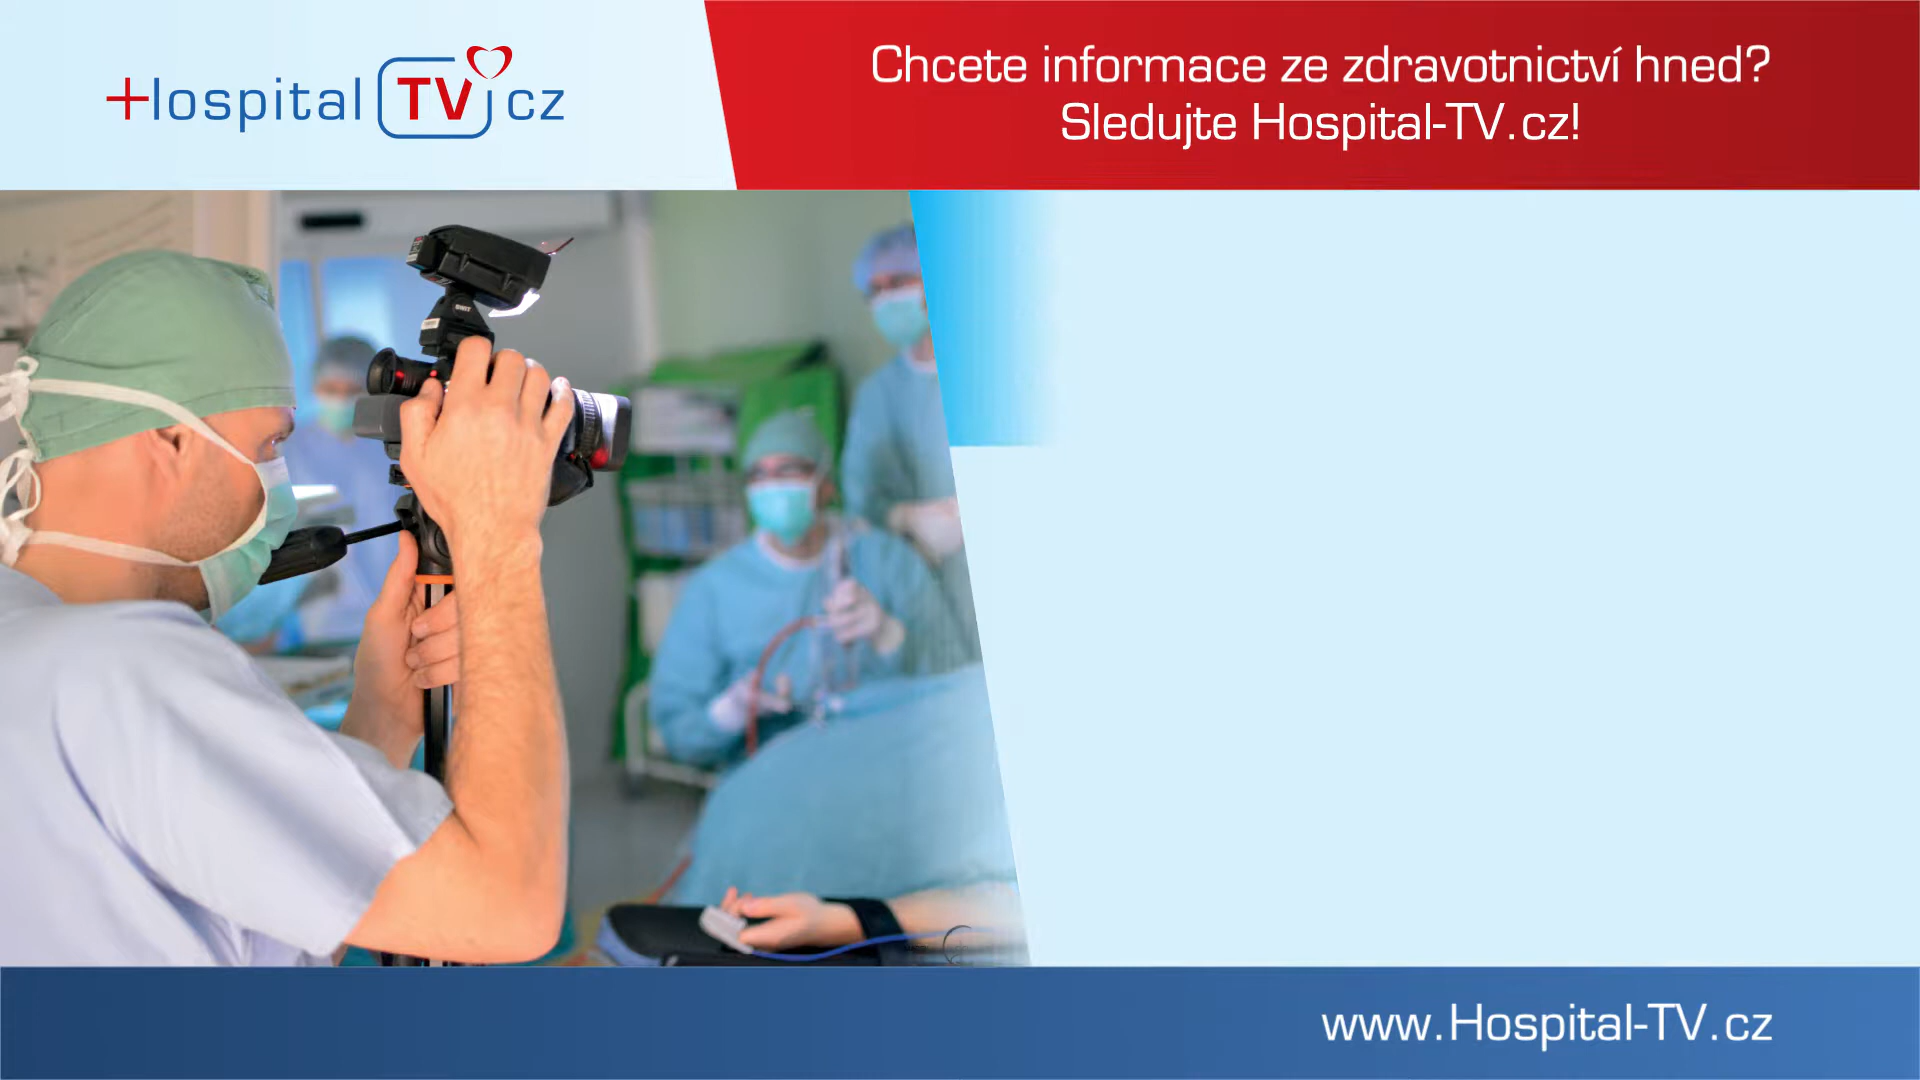 Hospital TV cz
Chcete informace ze zdravotnictví hned?
Sledujte Hospital-TV.cz!
www.Hospital-TV.cz